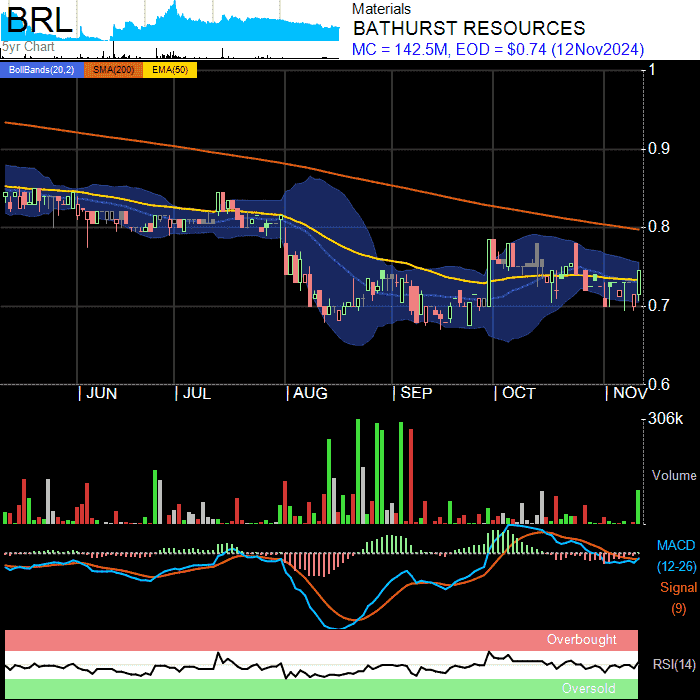 BRL
5yr Chart
Materials
BATHURST RESOURCES
MC = 142.5M, EOD = $0.74 (12Nov2024)
BollBands(20,2) SMA(200) EMA(50)
1
0.9
0.8
0.7
0.6
JUN JUL AUG SEP OCT NOV
306k
Volume
MACD
(12-26)
Signal
(9)
Overbought
RSI(14)
Oversold